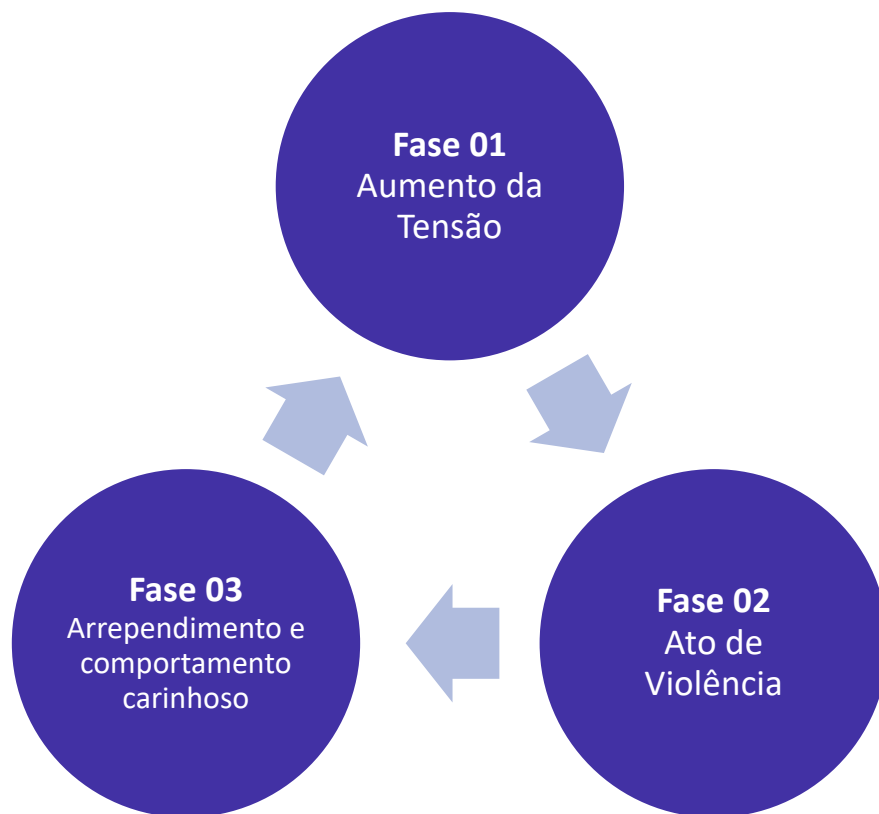 Fase 01
Aumento da
Tensão
Fase 02
Ato de
Violência
Fase 03
Arrependimento e
comportamento
carinhoso